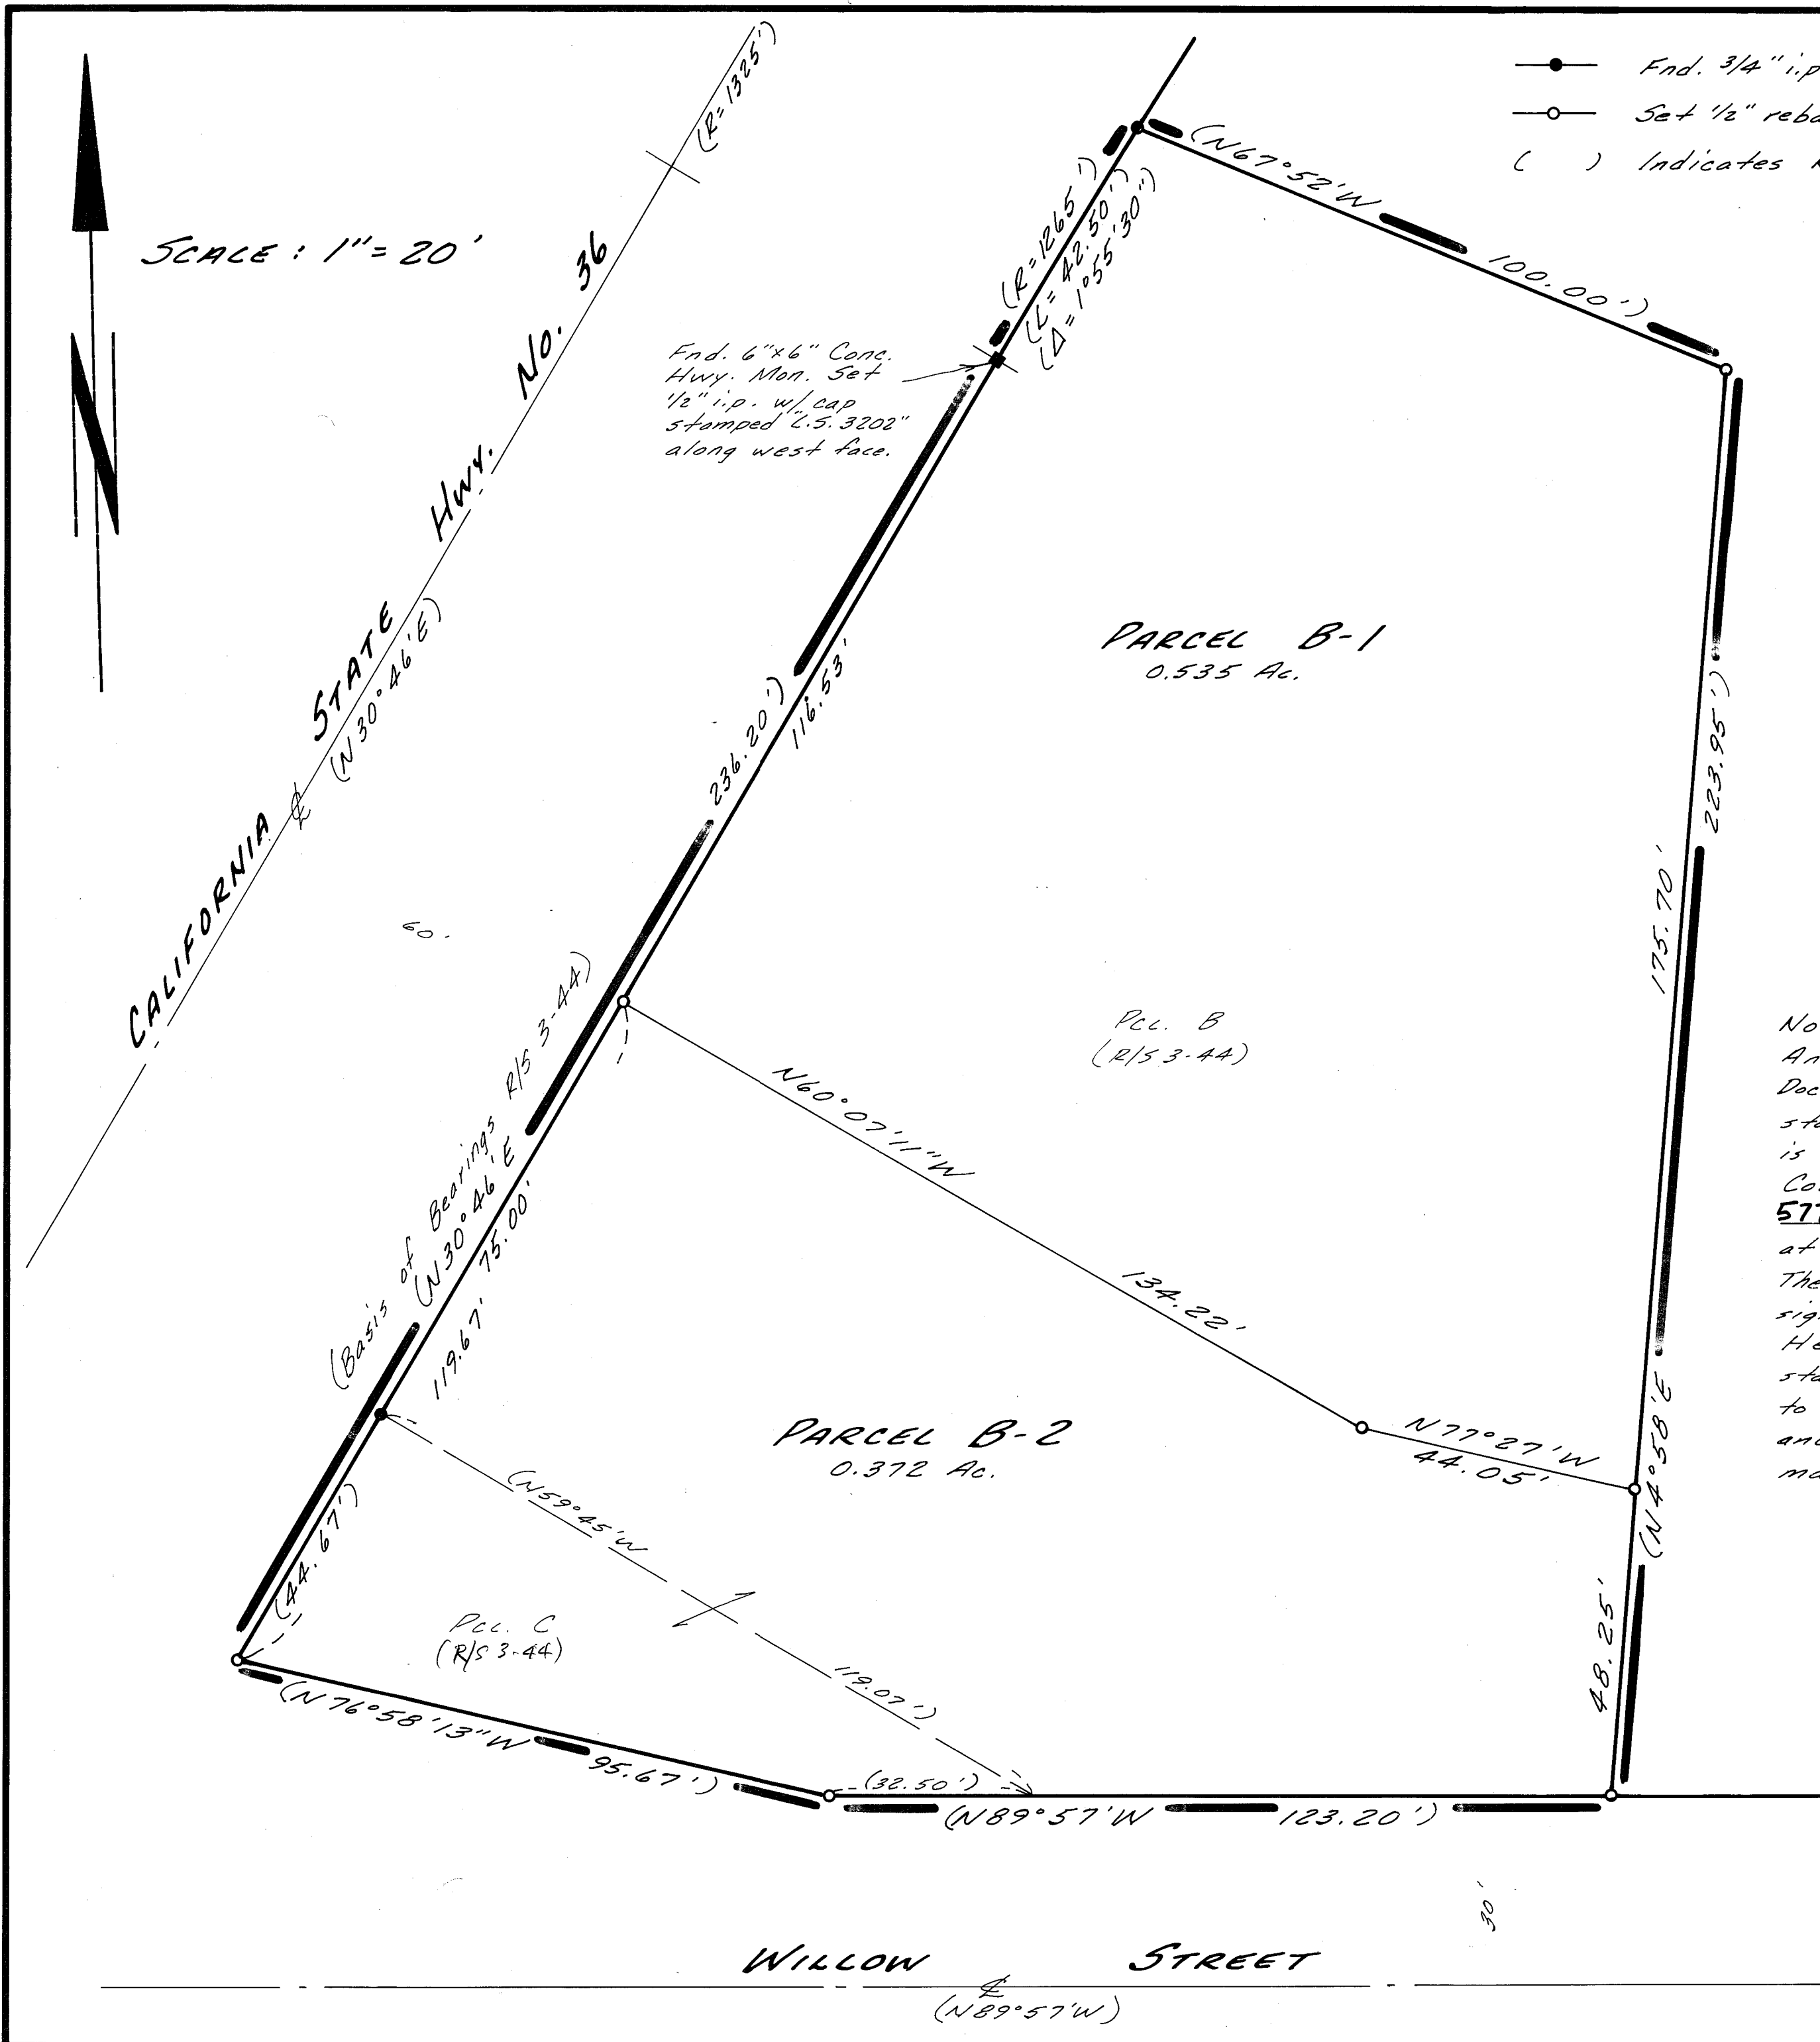 Fnd. 3/4" i.p
Set 1/2" reba
( ) Indicates
(R=1325')
(N67°52'W 100.00')
SCALE : 1"= 20'
N
(R=1265')
(L=42.50')
(Δ=1°55'30")
Fnd. 6"x6" Conc.
Hwy. Mon. Set
1/2" i.p. w/ cap
stamped "L.S. 3202"
along west face.
CALIFORNIA STATE Hwy. No. 36
℄ (N30°46'E)
PARCEL B-1
0.535 Ac.
(Basis of Bearings R/S 3-44)
(N30°46'E 236.20')
116.53'
75.00'
119.67'
(44.67')
60'
175.70'
(N4°58'E 223.95')
48.25'
Pcl. B
(R/S 3-44)
N60°07'11"W 134.22'
N77°27'W
44.05'
PARCEL B-2
0.372 Ac.
(N59°45'W 119.07')
Pcl. C
(R/S 3-44)
(N76°58'13"W 95.67')
(32.50')
(N89°57'W 123.20')
30'
WILLOW STREET
℄
(N89°57'W)
No
An
Doc
sta
is
Co
577
at
The
sig
He
sta
to
and
ma